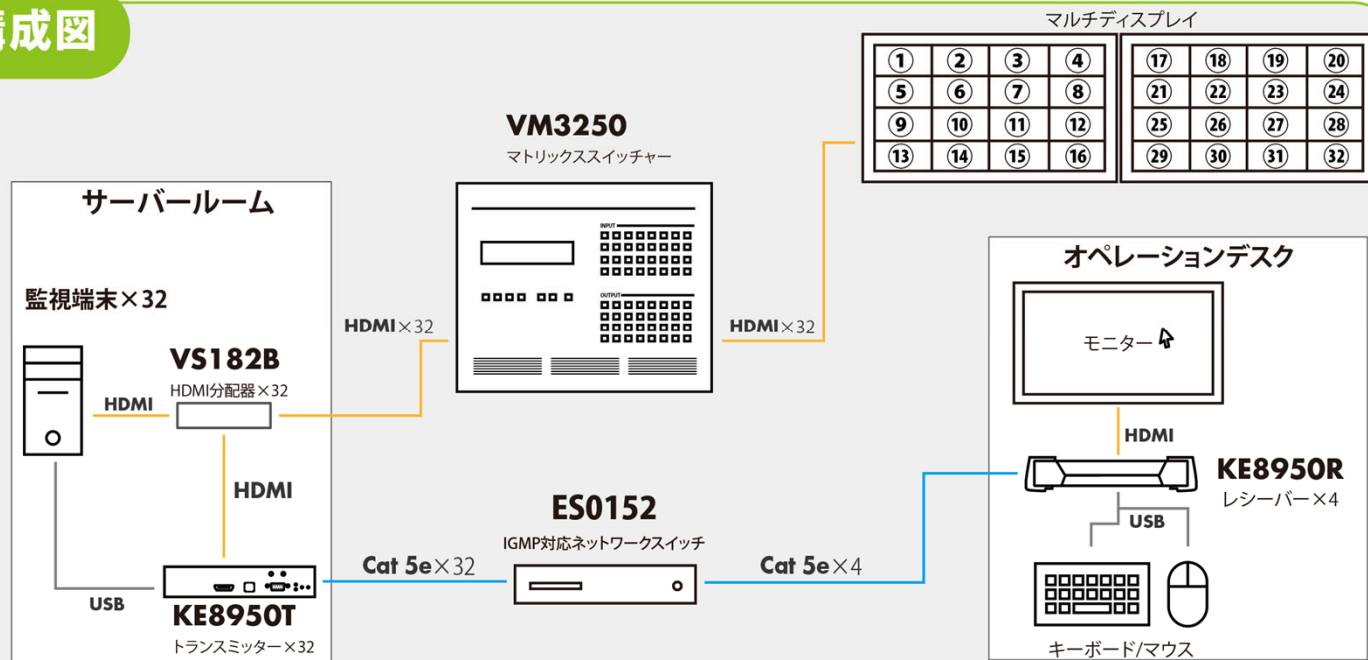 構成図
マルチディスプレイ
① ② ③ ④ ⑰ ⑱ ⑲ ⑳
⑤ ⑥ ⑦ ⑧ ㉑ ㉒ ㉓ ㉔
⑨ ⑩ ⑪ ⑫ ㉕ ㉖ ㉗ ㉘
⑬ ⑭ ⑮ ⑯ ㉙ ㉚ ㉛ ㉜
VM3250
マトリックススイッチャー
INPUT
OUTPUT
サーバールーム
監視端末×32
VS182B
HDMI分配器×32
HDMI
HDMI
USB
KE8950T
トランスミッター×32
HDMI×32
HDMI×32
Cat 5e×32
ES0152
IGMP対応ネットワークスイッチ
Cat 5e×4
オペレーションデスク
モニター
HDMI
KE8950R
レシーバー×4
USB
キーボード/マウス